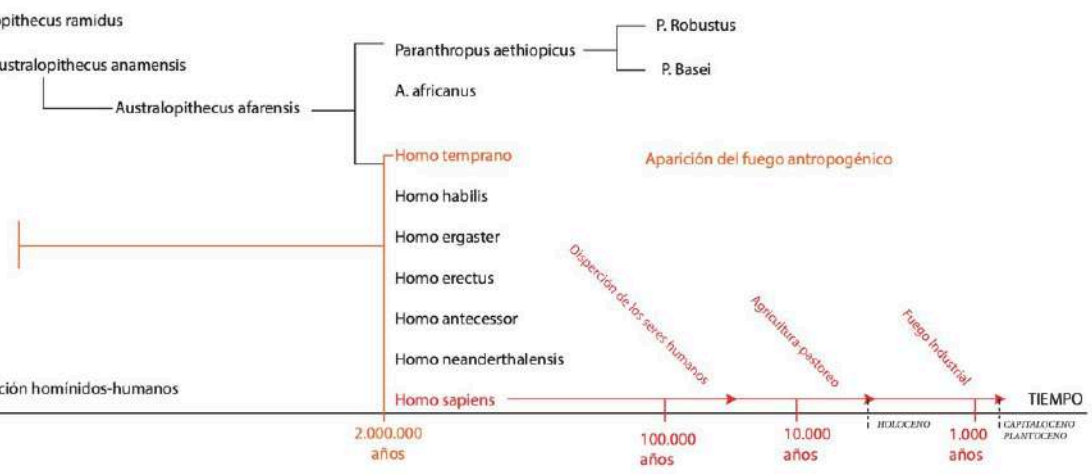 opithecus ramidus
ustralopithecus anamensis
Australopithecus afarensis
Paranthropus aethiopicus
P. Robustus
P. Basei
A. africanus
Homo temprano
Aparición del fuego antropogénico
Homo habilis
Homo ergaster
Homo erectus
Homo antecessor
Homo neanderthalensis
ción homínidos-humanos
Homo sapiens
Disperción de los seres humanos
Agricultura-pastoreo
Fuego Industrial
TIEMPO
2.000.000
años
100.000
años
10.000
años
HOLOCENO
1.000
años
CAPITALOCENO
PLANTOCENO